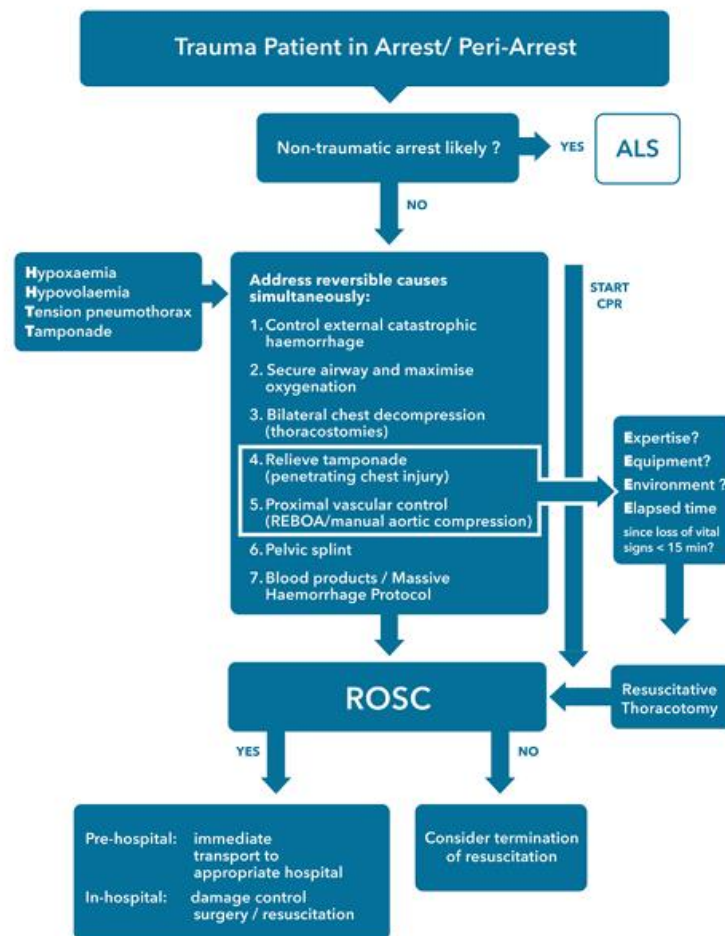 Trauma Patient in Arrest/ Peri-Arrest
Non-traumatic arrest likely ?
YES
ALS
NO
Hypoxaemia
Hypovolaemia
Tension pneumothorax
Tamponade
Address reversible causes
simultaneously:
1. Control external catastrophic
haemorrhage
2. Secure airway and maximise
oxygenation
3. Bilateral chest decompression
(thoracostomies)
4. Relieve tamponade
(penetrating chest injury)
5. Proximal vascular control
(REBOA/manual aortic compression)
6. Pelvic splint
7. Blood products / Massive
Haemorrhage Protocol
START
CPR
Expertise?
Equipment?
Environment ?
Elapsed time
since loss of vital
signs < 15 min?
Resuscitative
Thoracotomy
ROSC
YES
NO
Pre-hospital: immediate
transport to
appropriate hospital
In-hospital: damage control
surgery / resuscitation
Consider termination
of resuscitation